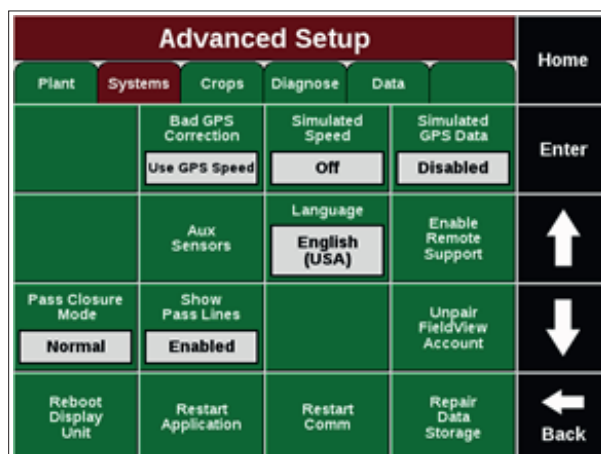 Advanced Setup
Home
Plant
Systems
Crops
Diagnose
Data
Bad GPS
Correction
Use GPS Speed
Simulated
Speed
Off
Simulated
GPS Data
Disabled
Enter
Aux
Sensors
Language
English
(USA)
Enable
Remote
Support
Pass Closure
Mode
Normal
Show
Pass Lines
Enabled
Unpair
FieldView
Account
Reboot
Display
Unit
Restart
Application
Restart
Comm
Repair
Data
Storage
Back